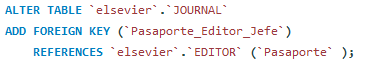 ALTER TABLE `elsevier`.`JOURNAL`
ADD FOREIGN KEY (`Pasaporte_Editor_Jefe`)
REFERENCES `elsevier`.`EDITOR` (`Pasaporte` );